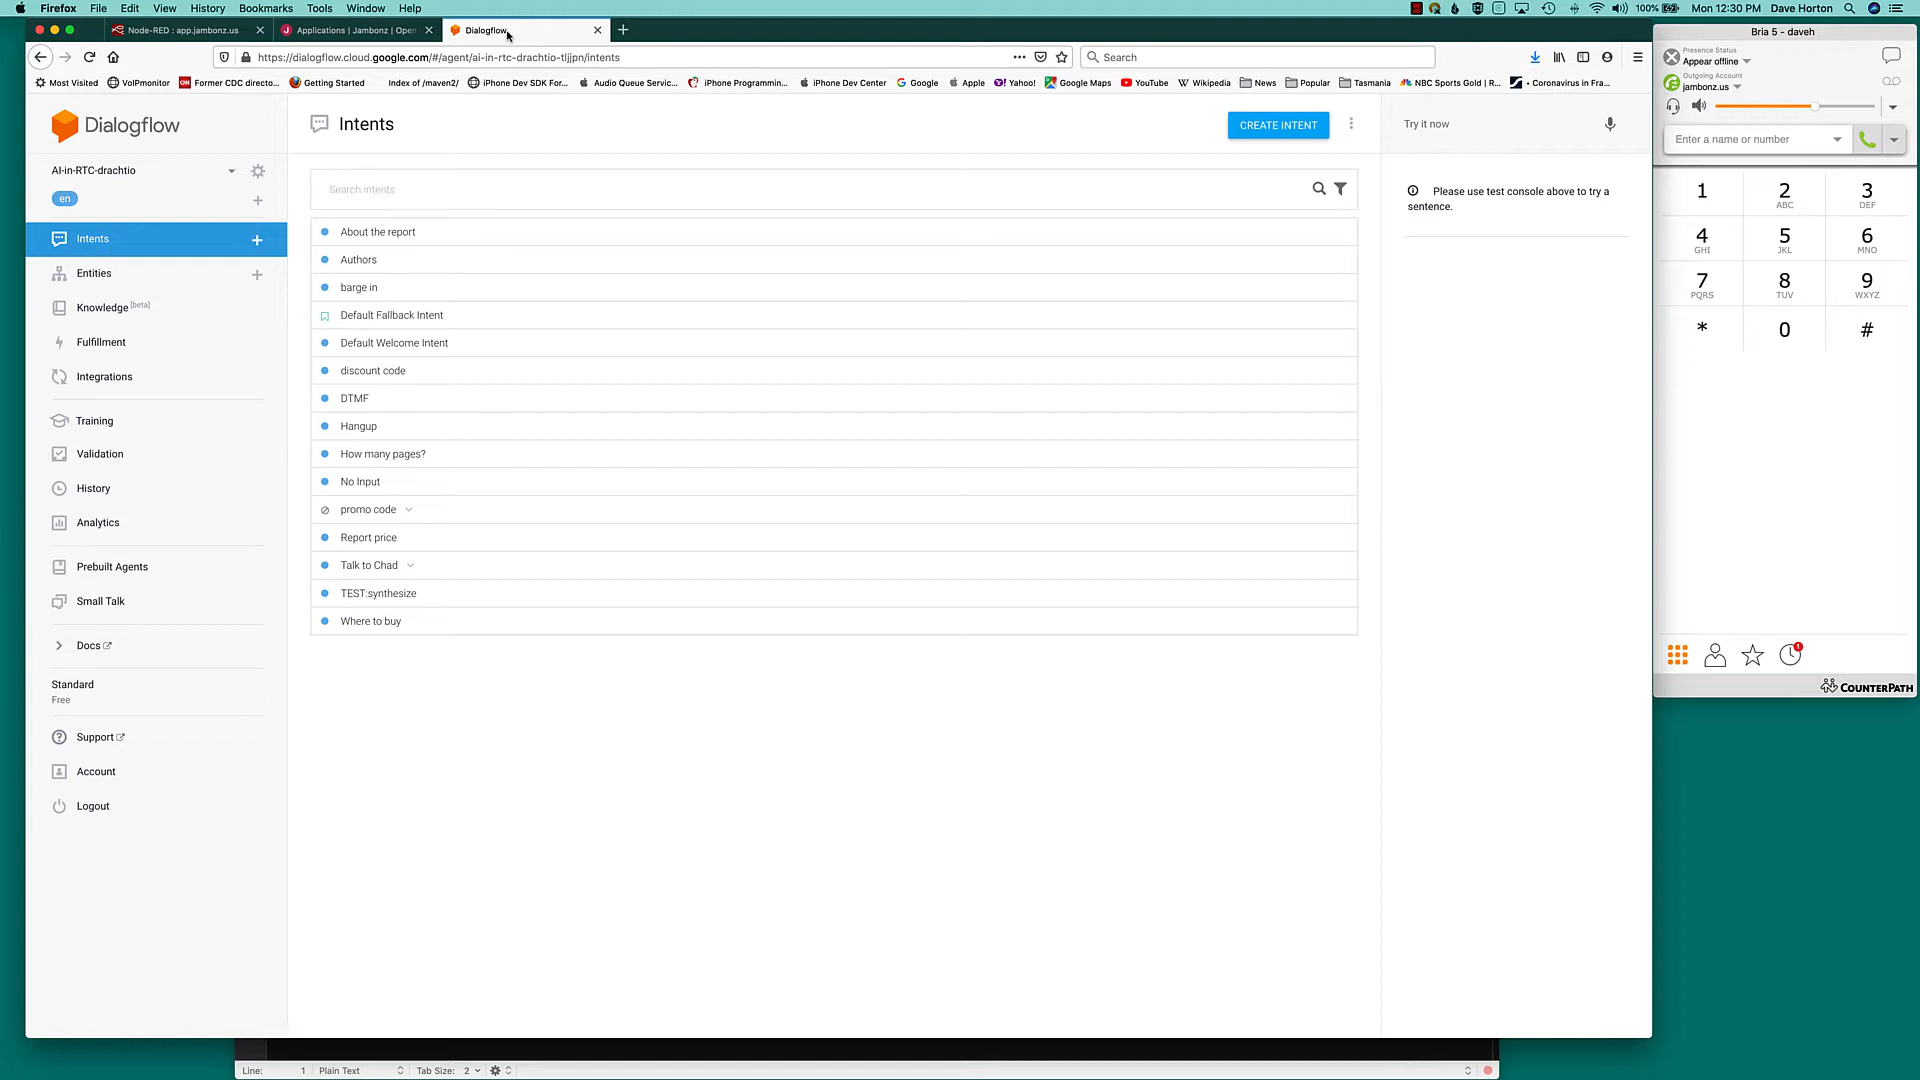 Firefox File Edit View History Bookmarks Tools Window Help 100% Mon 12:30 PM Dave Horton
Node-RED : app.jambonz.us Applications | Jambonz | Open Dialogflow
https://dialogflow.cloud.google.com/#/agent/ai-in-rtc-drachtio-tljjpn/intents Search
Most Visited VoIPmonitor Former CDC directo... Getting Started Index of /maven2/ iPhone Dev SDK For... Audio Queue Servic... iPhone Programmin... iPhone Dev Center Google Apple Yahoo! Google Maps YouTube Wikipedia News Popular Tasmania NBC Sports Gold | R... • Coronavirus in Fra...
Dialogflow
AI-in-RTC-drachtio
en
Intents
Entities
Knowledge [beta]
Fulfillment
Integrations
Training
Validation
History
Analytics
Prebuilt Agents
Small Talk
Docs
Standard
Free
Support
Account
Logout
Intents
CREATE INTENT
Search intents
About the report
Authors
barge in
Default Fallback Intent
Default Welcome Intent
discount code
DTMF
Hangup
How many pages?
No Input
promo code
Report price
Talk to Chad
TEST:synthesize
Where to buy
Try it now
Please use test console above to try a
sentence.
Bria 5 - daveh
Presence Status
Appear offline
Outgoing Account
jambonz.us
Enter a name or number
1 2 3
ABC DEF
4 5 6
GHI JKL MNO
7 8 9
PQRS TUV WXYZ
* 0 #
1
COUNTERPATH
Line: 1 Plain Text Tab Size: 2